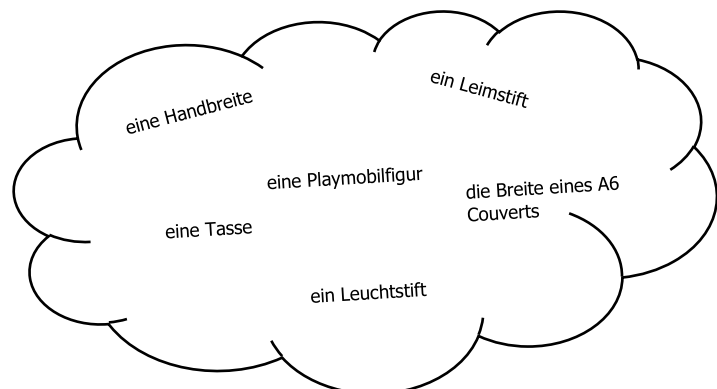 ein Leimstift
eine Handbreite
eine Playmobilfigur
die Breite eines A6
Couverts
eine Tasse
ein Leuchtstift